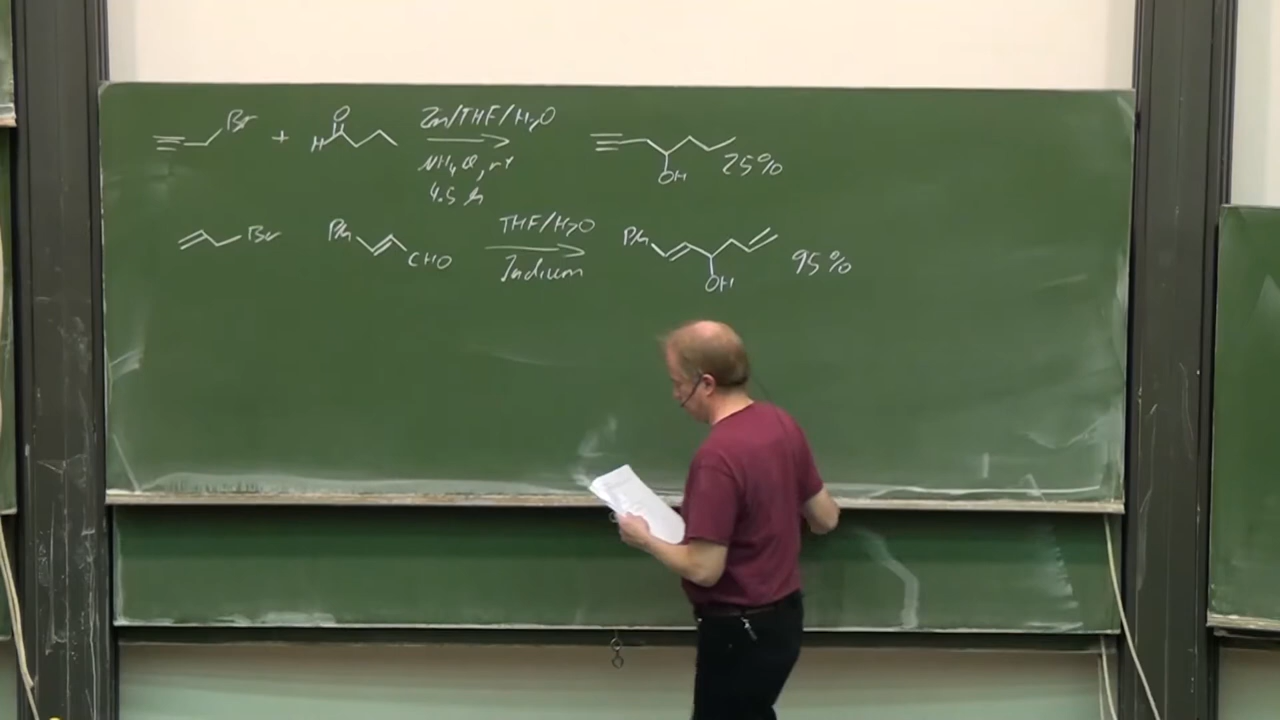 Br + O H Zn/THF/H2O OH 25%
NH4Cl, rt
4.5 h
Br Ph CHO THF/H2O Ph OH 95%
Indium